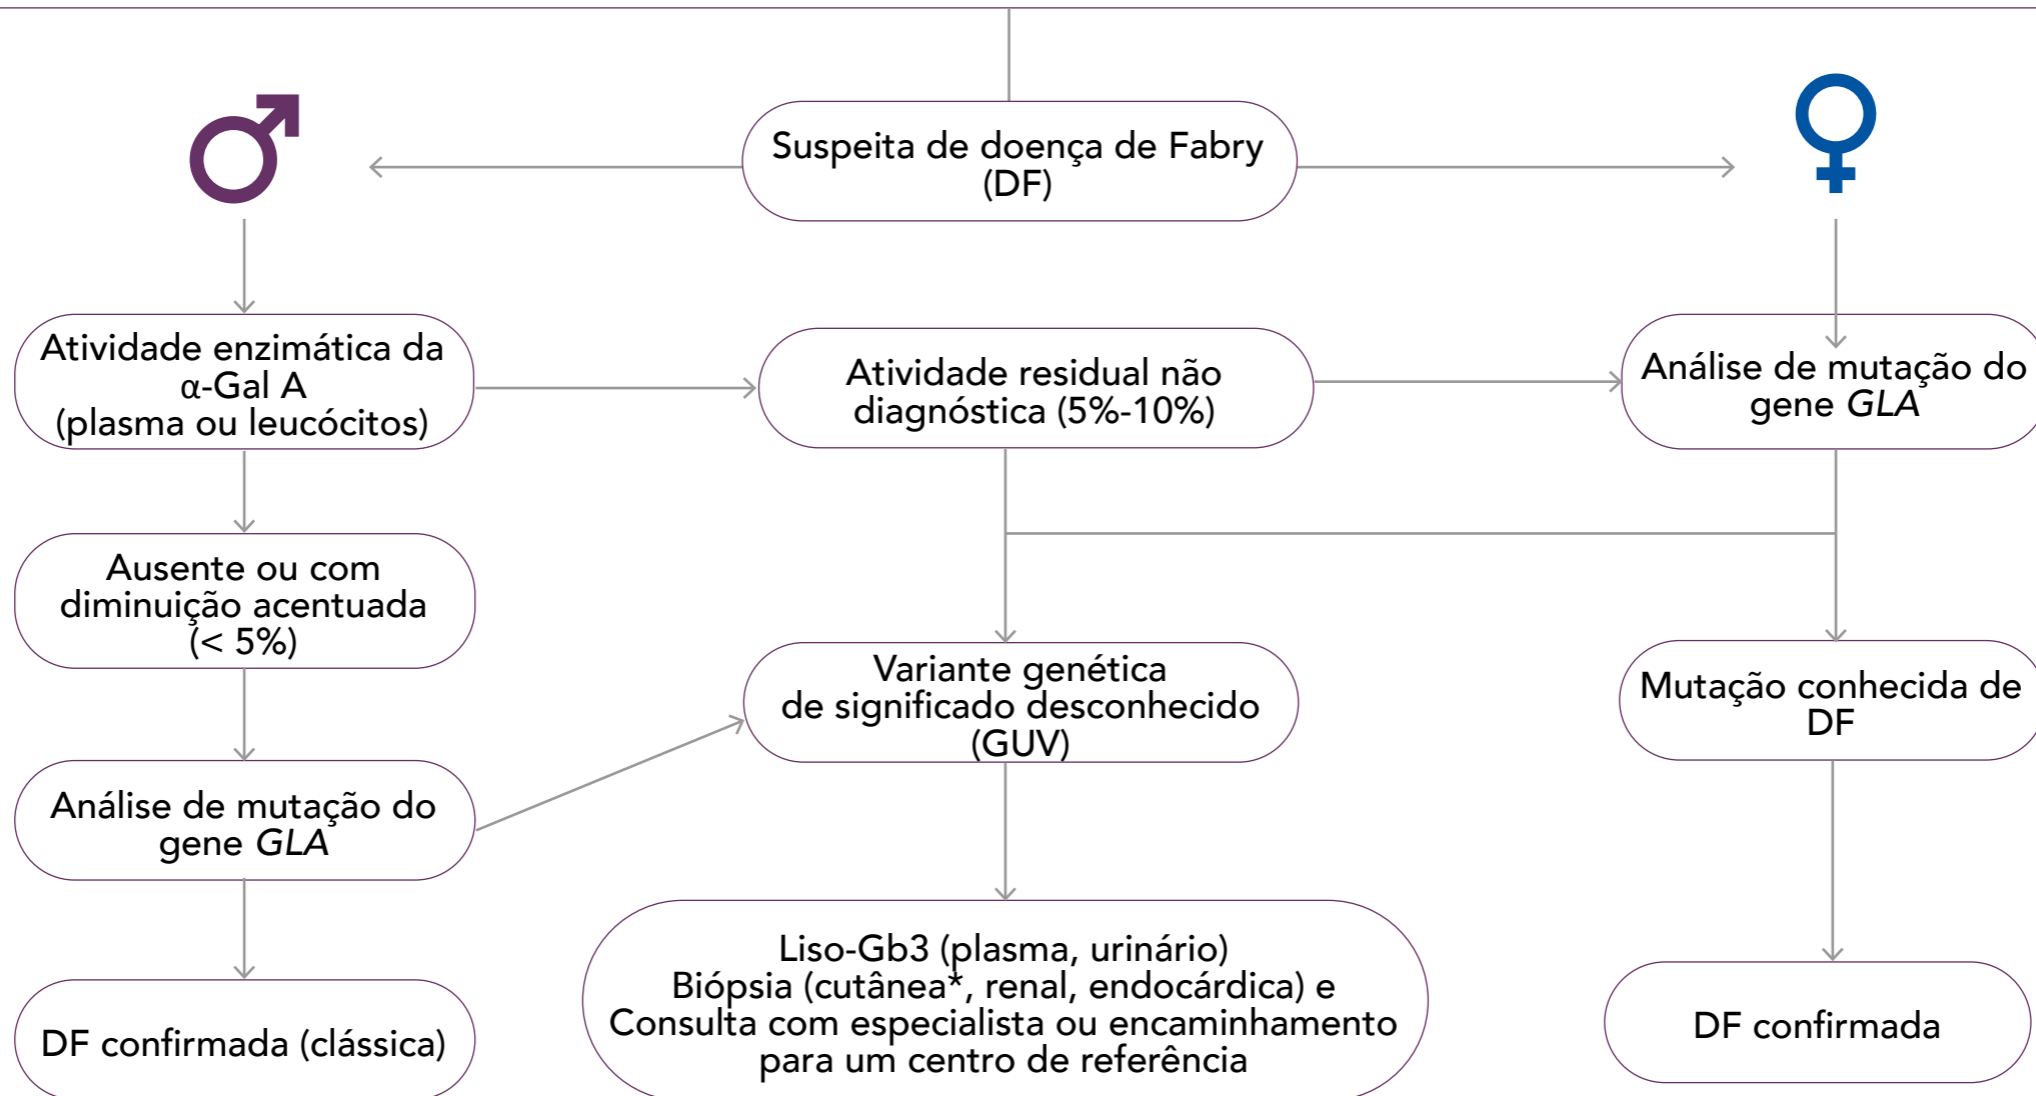 Suspeita de doença de Fabry
(DF)
Atividade enzimática da
α-Gal A
(plasma ou leucócitos)
Atividade residual não
diagnóstica (5%-10%)
Análise de mutação do
gene GLA
Ausente ou com
diminuição acentuada
(< 5%)
Variante genética
de significado desconhecido
(GUV)
Mutação conhecida de
DF
Análise de mutação do
gene GLA
Liso-Gb3 (plasma, urinário)
Biópsia (cutânea*, renal, endocárdica) e
Consulta com especialista ou encaminhamento
para um centro de referência
DF confirmada (clássica)
DF confirmada